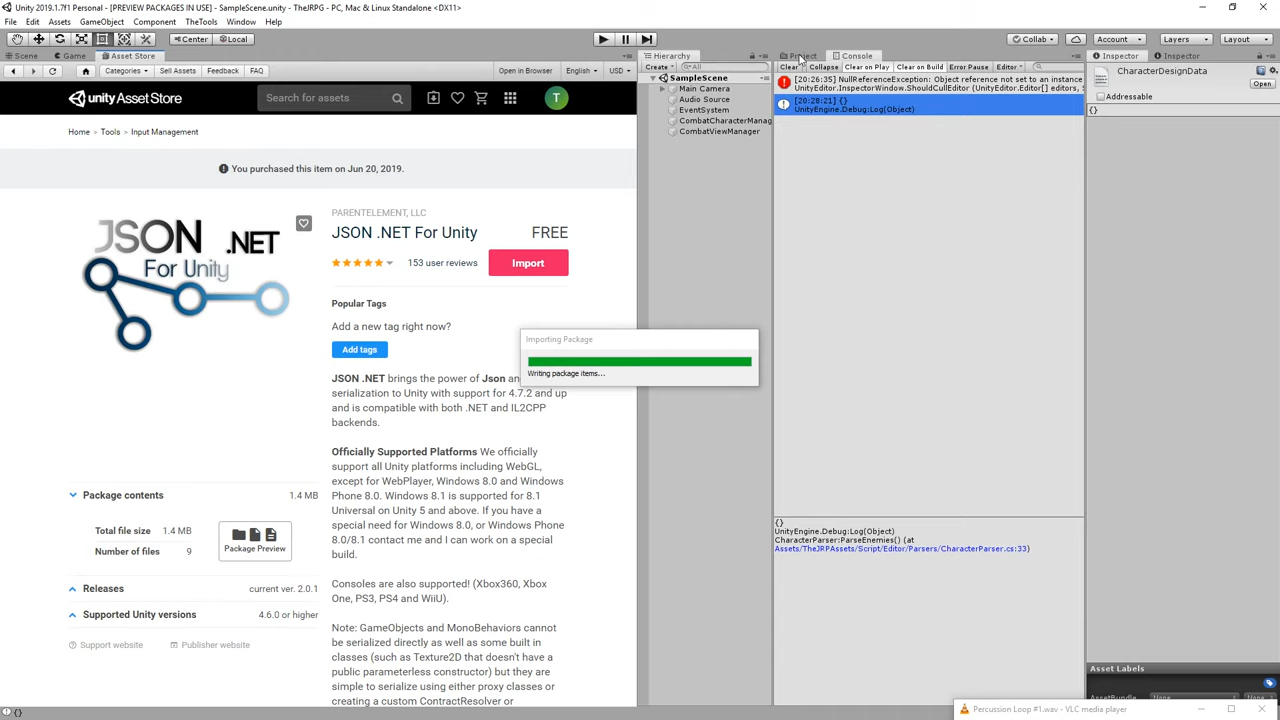 Unity 2019.1.7f1 Personal - [PREVIEW PACKAGES IN USE] - SampleScene.unity - TheJRPG - PC, Mac & Linux Standalone <DX11>
File Edit Assets GameObject Component TheTools Window Help
Center Local Collab Account Layers Layout
Scene Game Asset Store
Categories Sell Assets Feedback FAQ Open in Browser English USD
unity Asset Store Search for assets T
Home › Tools › Input Management
You purchased this item on Jun 20, 2019.
JSON .NET
For Unity
PARENTELEMENT, LLC
JSON .NET For Unity FREE
153 user reviews Import
Popular Tags
Add a new tag right now?
Add tags
JSON .NET brings the power of Json an
serialization to Unity with support for 4.7.2 and up
and is compatible with both .NET and IL2CPP
backends.
Officially Supported Platforms We officially
support all Unity platforms including WebGL,
except for WebPlayer, Windows 8.0 and Windows
Phone 8.0. Windows 8.1 is supported for 8.1
Universal on Unity 5 and above. If you have a
special need for Windows 8.0, or Windows Phone
8.0/8.1 contact me and I can work on a special
build.
Consoles are also supported! (Xbox360, Xbox
One, PS3, PS4 and WiiU).
Note: GameObjects and MonoBehaviors cannot
be serialized directly as well as some built in
classes (such as Texture2D that doesn't have a
public parameterless constructor) but they are
simple to serialize using either proxy classes or
creating a custom ContractResolver or
Package contents 1.4 MB
Total file size 1.4 MB
Number of files 9
Package Preview
Releases current ver. 2.0.1
Supported Unity versions 4.6.0 or higher
Support website Publisher website
{}
Importing Package
Writing package items...
Hierarchy
Create All
SampleScene
Main Camera
Audio Source
EventSystem
CombatCharacterManag
CombatViewManager
Project Console
Clear Collapse Clear on Play Clear on Build Error Pause Editor
[20:26:35] NullReferenceException: Object reference not set to an instance
UnityEditor.InspectorWindow.ShouldCullEditor (UnityEditor.Editor[] editors,
[20:28:21] {}
UnityEngine.Debug:Log(Object)
{}
UnityEngine.Debug:Log(Object)
CharacterParser:ParseEnemies() (at
Assets/TheJRPAssets/Script/Editor/Parsers/CharacterParser.cs:33)
Inspector Inspector
CharacterDesignData
Open
Addressable
{}
Asset Labels
AssetBundle None None
Percussion Loop #1.wav - VLC media player